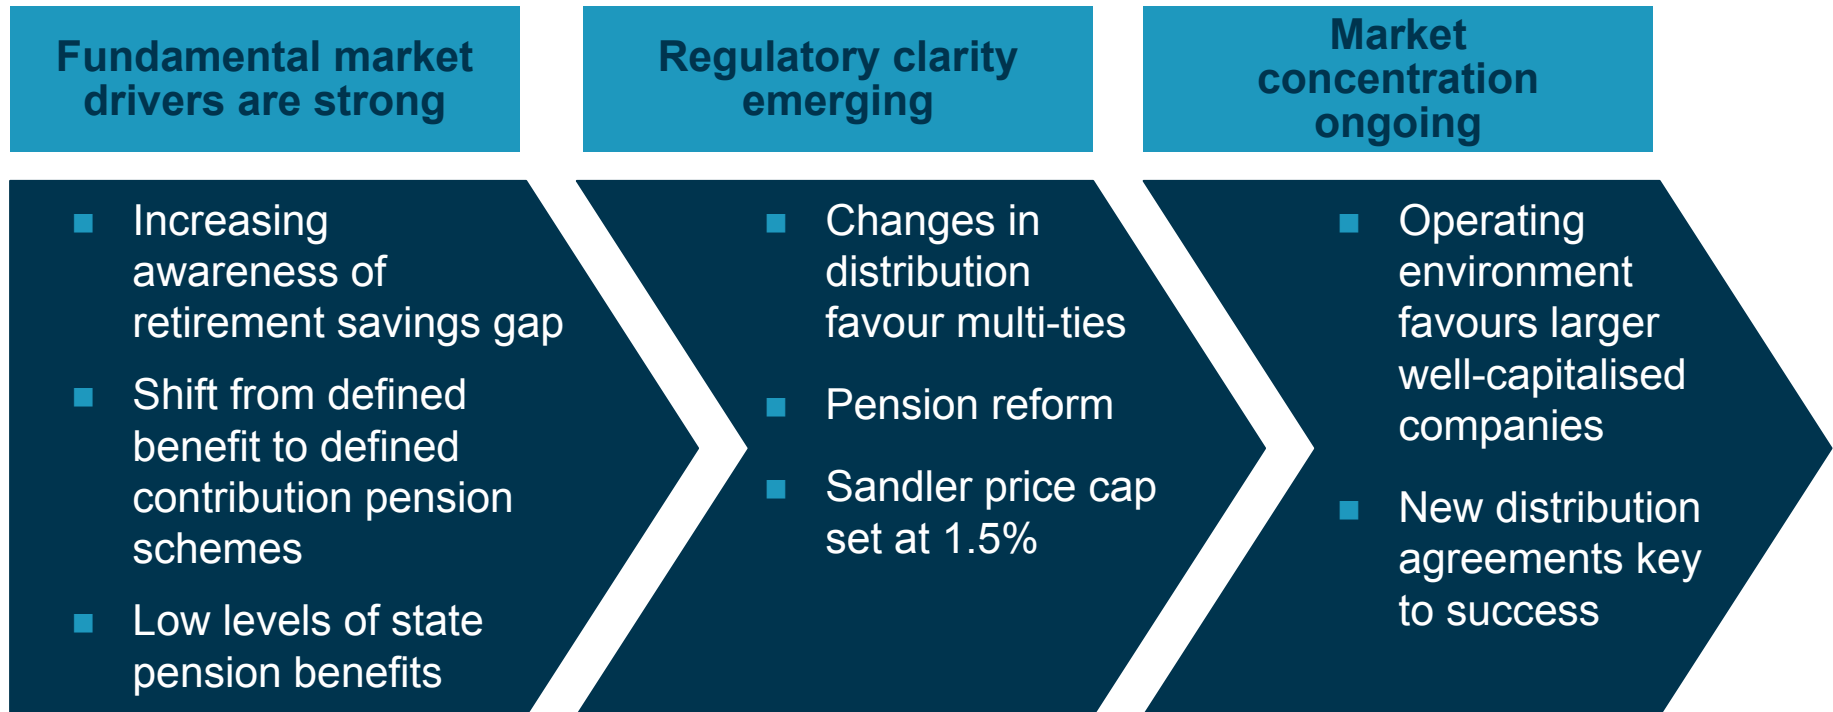 Fundamental market
drivers are strong
Increasing
awareness of
retirement savings gap
Shift from defined
benefit to defined
contribution pension
schemes
Low levels of state
pension benefits
Regulatory clarity
emerging
Changes in
distribution
favour multi-ties
Pension reform
Sandler price cap
set at 1.5%
Market
concentration
ongoing
Operating
environment
favours larger
well-capitalised
companies
New distribution
agreements key
to success